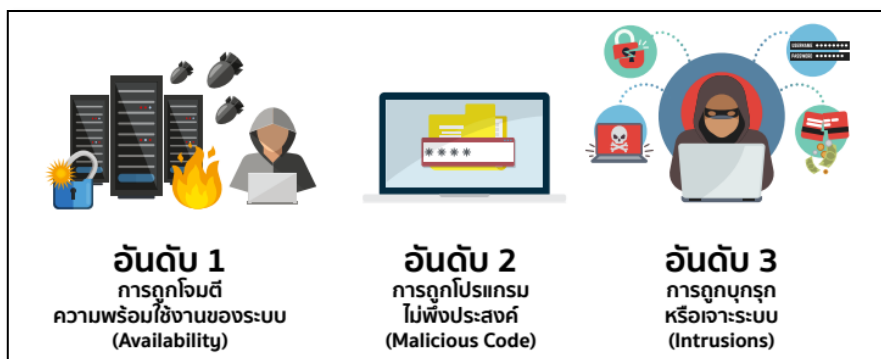 USERNAME ********
PASSWORD ********
****
อันดับ 1
การถูกโจมตี
ความพร้อมใช้งานของระบบ
(Availability)
อันดับ 2
การถูกโปรแกรม
ไม่พึงประสงค์
(Malicious Code)
อันดับ 3
การถูกบุกรุก
หรือเจาะระบบ
(Intrusions)